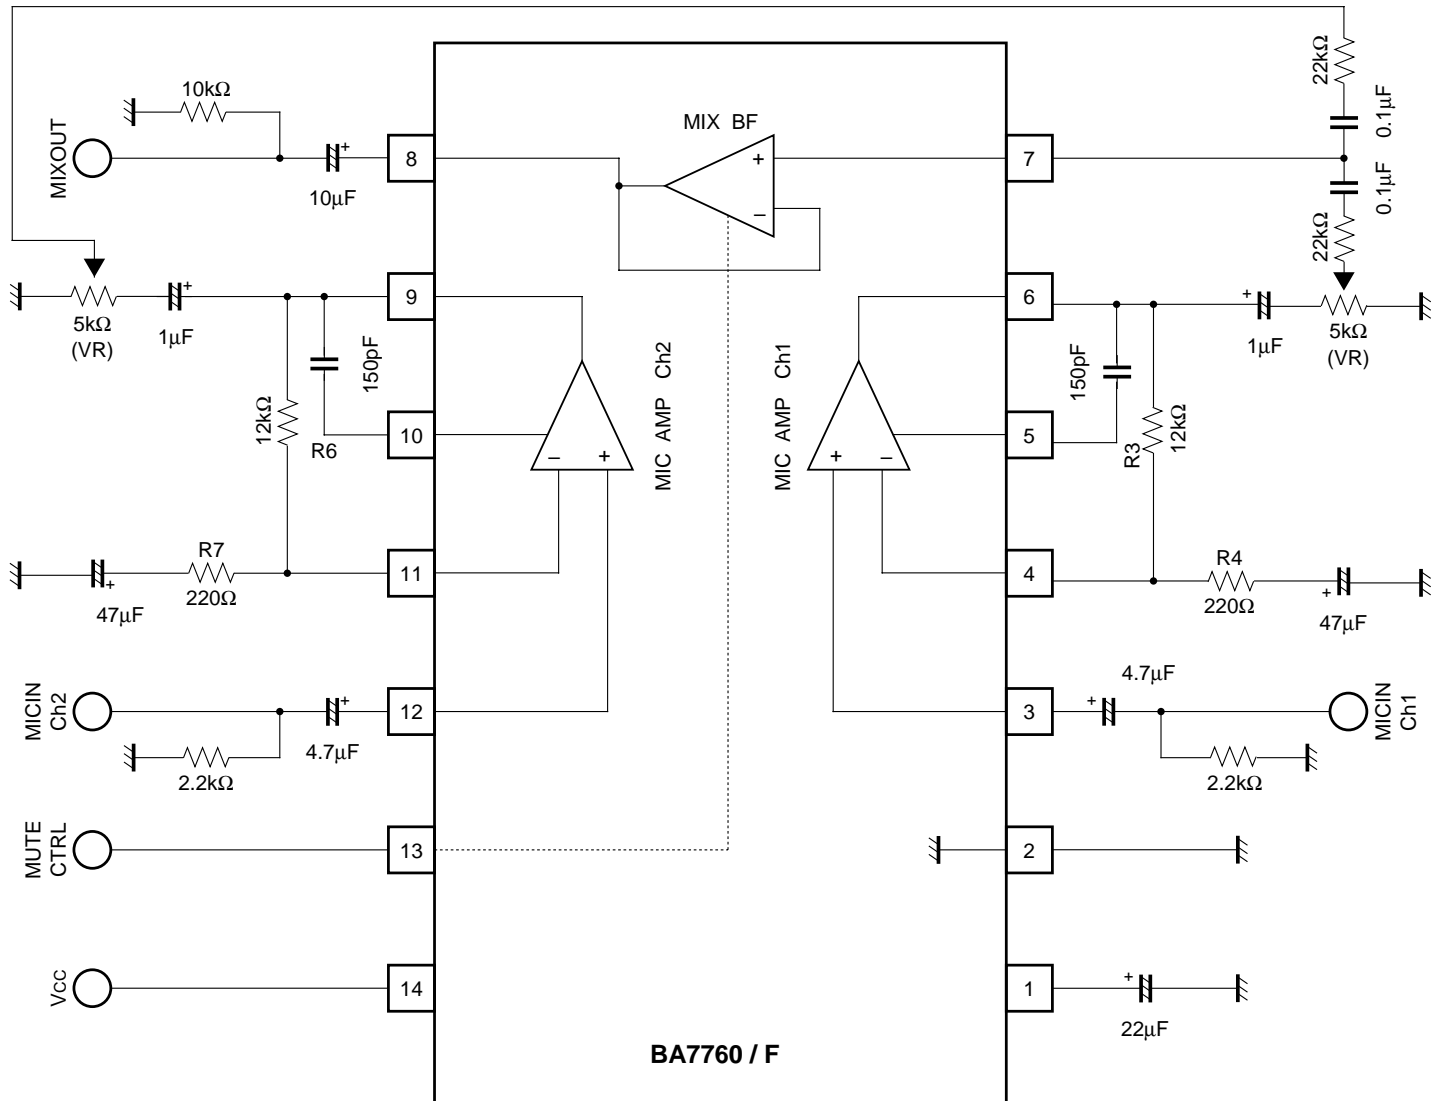 10kΩ
MIXOUT
10μF
+
8
MIX BF
+
−
7
22kΩ
0.1μF
0.1μF
22kΩ
5kΩ
(VR)
1μF
+
9
150pF
12kΩ
R6
10
−
+
MIC AMP Ch2
MIC AMP Ch1
+
−
6
5
150pF
R3
12kΩ
+
1μF
5kΩ
(VR)
+
47μF
R7
220Ω
11
4
R4
220Ω
+
47μF
MICIN
Ch2
2.2kΩ
+
4.7μF
12
3
+
4.7μF
2.2kΩ
MICIN
Ch1
MUTE
CTRL
13
2
Vcc
14
1
+
22μF
BA7760 / F